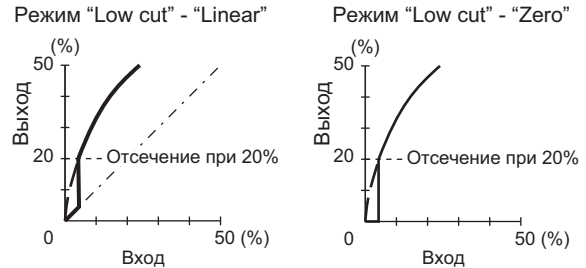 Режим “Low cut” - “Linear”
(%)
50
Выход
20
Отсечение при 20%
0
50 (%)
Вход
Режим “Low cut” - “Zero”
(%)
50
Выход
20
Отсечение при 20%
0
50 (%)
Вход